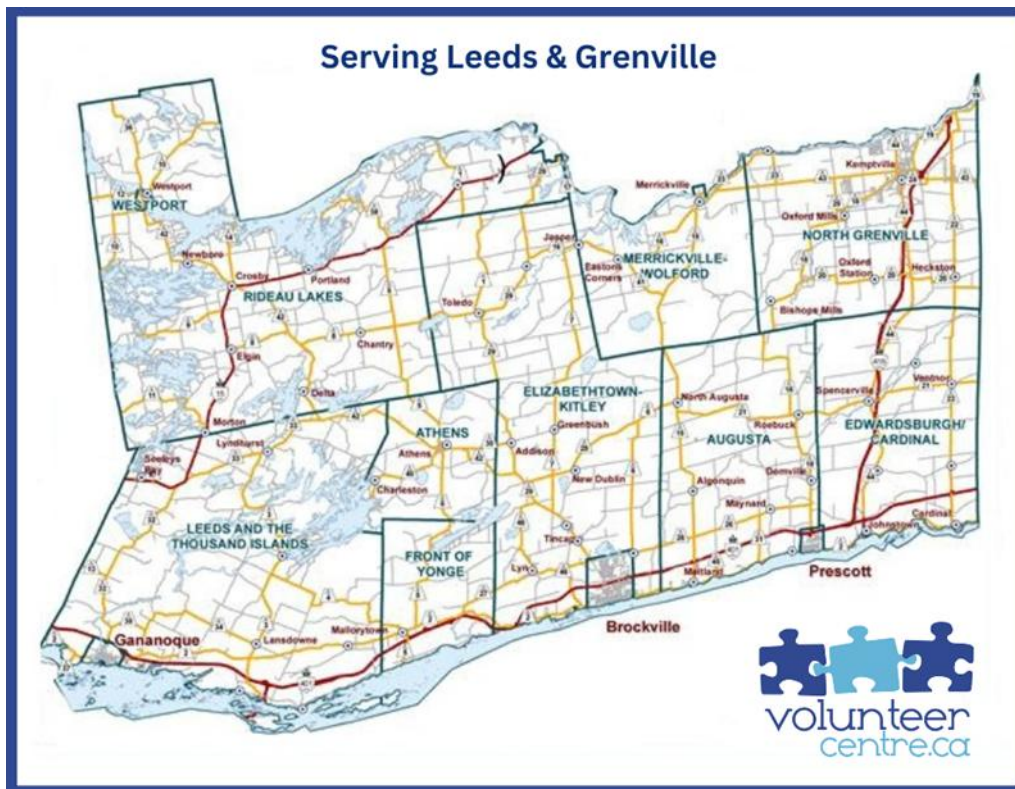 Serving Leeds & Grenville
Westport
WESTPORT
Newboro
Crosby
Portland
RIDEAU LAKES
Chantry
Elgin
Delta
Morton
Toledo
Jasper
Merrickville
Eastons
Corners
MERRICKVILLE-
WOLFORD
Kemptville
Oxford Mills
NORTH GRENVILLE
Oxford
Station
Heckston
Bishops Mills
Lyndhurst
Seeleys
Bay
LEEDS AND THE
THOUSAND ISLANDS
ATHENS
Athens
Charleston
FRONT OF
YONGE
Mallorytown
Lansdowne
Gananoque
ELIZABETHTOWN-
KITLEY
Greenbush
Addison
New Dublin
Tincap
Lyn
Brockville
North Augusta
AUGUSTA
Roebuck
Algonquin
Domville
Maynard
Maitland
Prescott
Spencerville
Ventnor
EDWARDSBURGH/
CARDINAL
Johnstown
Cardinal
volunteer
centre.ca